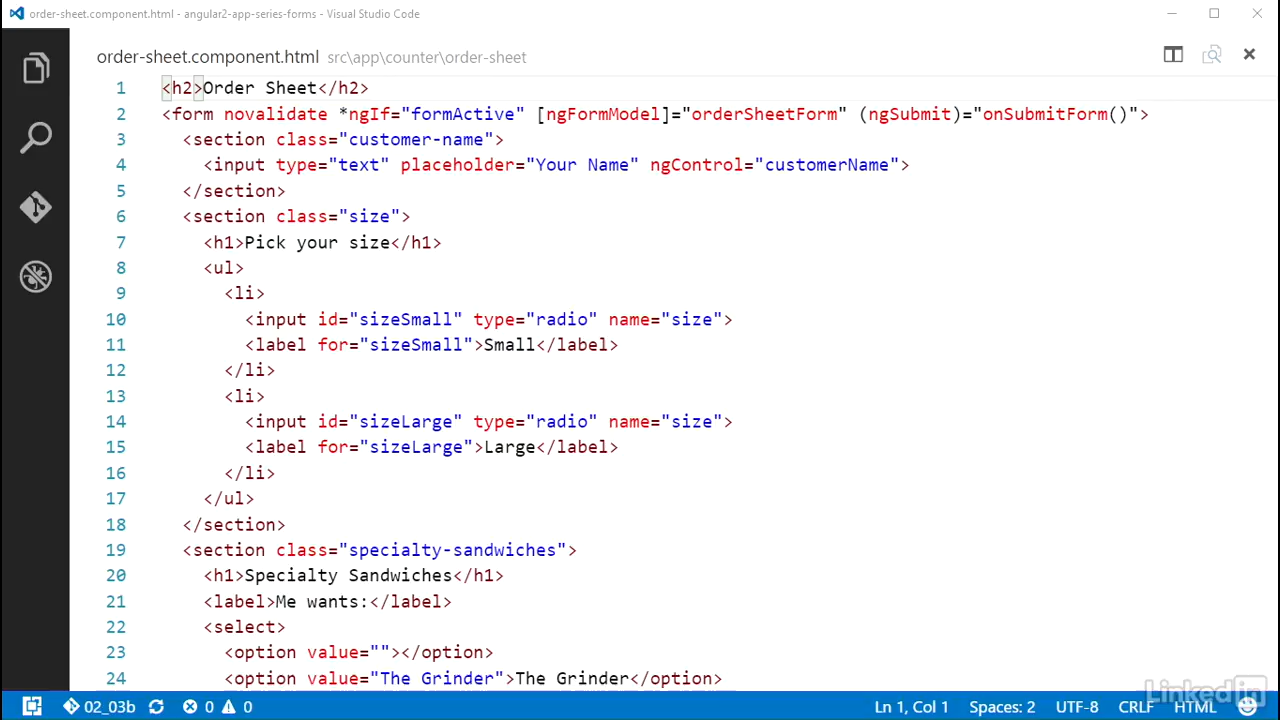 order-sheet.component.html - angular2-app-series-forms - Visual Studio Code
order-sheet.component.html src\app\counter\order-sheet
1 <h2>Order Sheet</h2>
2 <form novalidate *ngIf="formActive" [ngFormModel]="orderSheetForm" (ngSubmit)="onSubmitForm()">
3 <section class="customer-name">
4 <input type="text" placeholder="Your Name" ngControl="customerName">
5 </section>
6 <section class="size">
7 <h1>Pick your size</h1>
8 <ul>
9 <li>
10 <input id="sizeSmall" type="radio" name="size">
11 <label for="sizeSmall">Small</label>
12 </li>
13 <li>
14 <input id="sizeLarge" type="radio" name="size">
15 <label for="sizeLarge">Large</label>
16 </li>
17 </ul>
18 </section>
19 <section class="specialty-sandwiches">
20 <h1>Specialty Sandwiches</h1>
21 <label>Me wants:</label>
22 <select>
23 <option value=""></option>
24 <option value="The Grinder">The Grinder</option>
02_03b 0 0 Ln 1, Col 1 Spaces: 2 UTF-8 CRLF HTML
Linked in